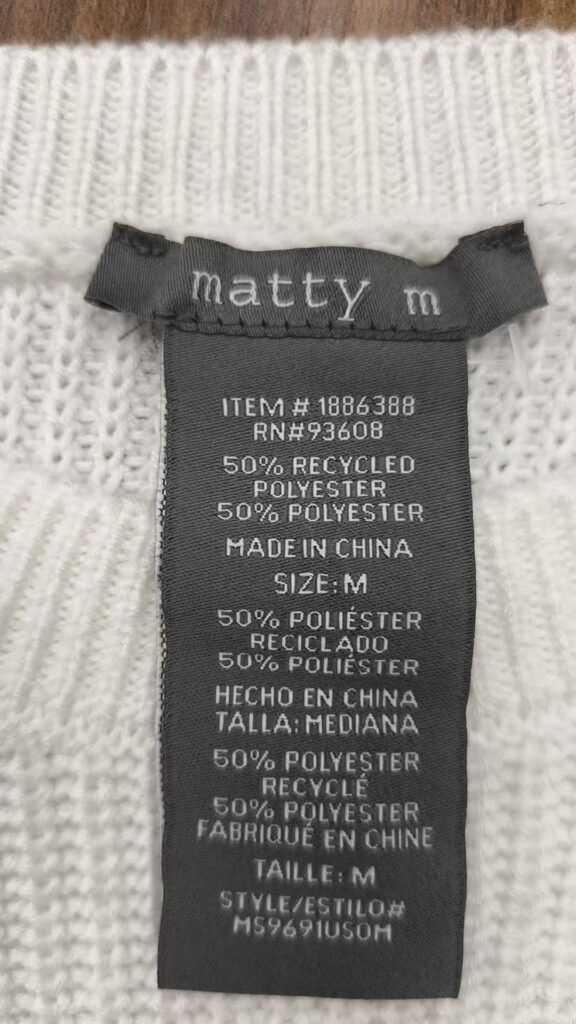 matty m
ITEM # 1886388
RN#93608
50% RECYCLED
POLYESTER
50% POLYESTER
MADE IN CHINA
SIZE: M
50% POLIÉSTER
RECICLADO
50% POLIÉSTER
HECHO EN CHINA
TALLA: MEDIANA
50% POLYESTER
RECYCLÉ
50% POLYESTER
FABRIQUÉ EN CHINE
TAILLE: M
STYLE/ESTILO#
MS9691USOM